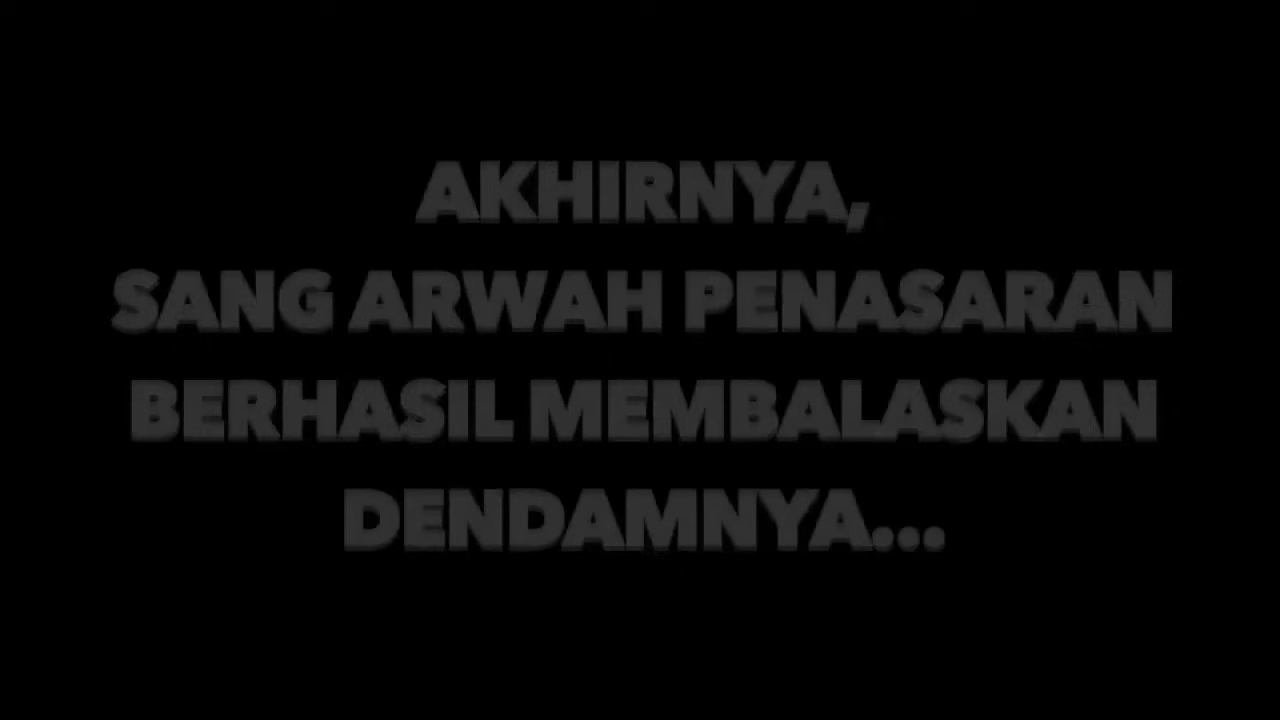 AKHIRNYA,
SANG ARWAH PENASARAN
BERHASIL MEMBALASKAN
DENDAMNYA...